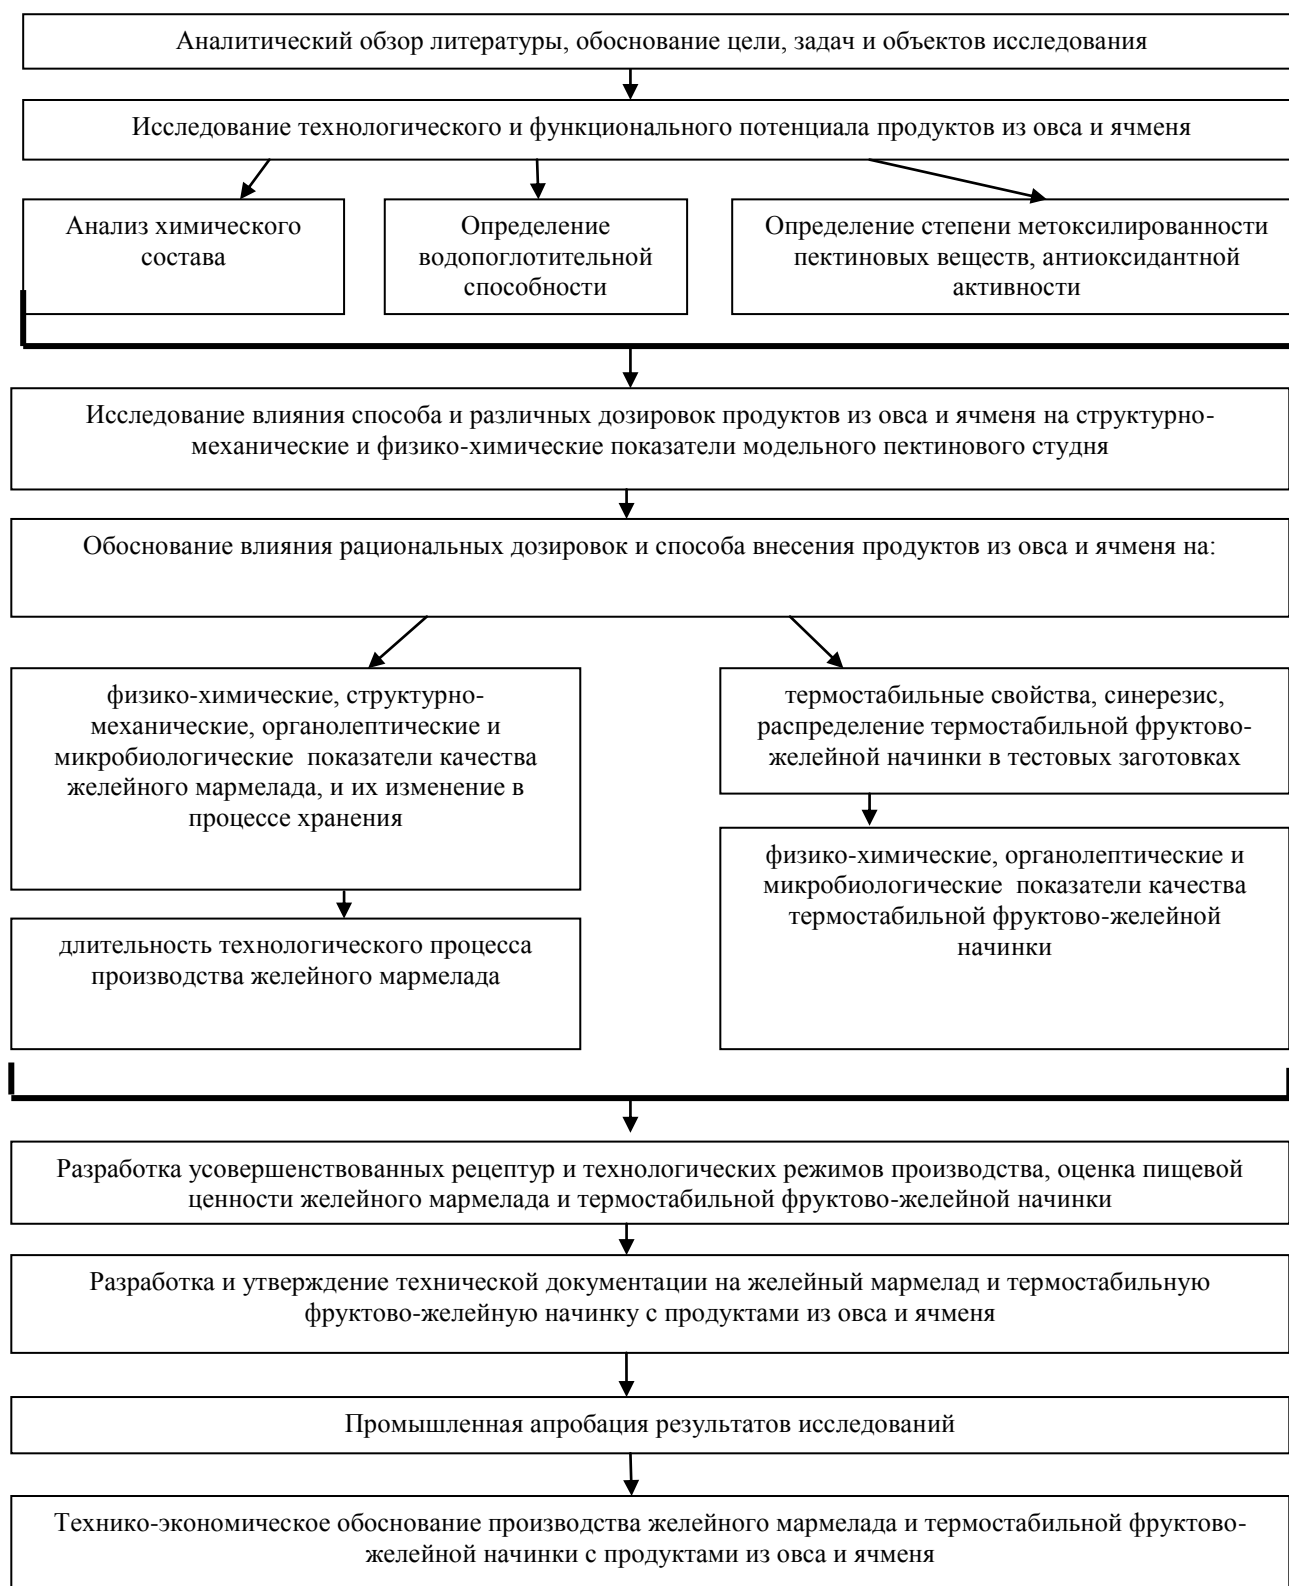 Аналитический обзор литературы, обоснование цели, задач и объектов исследования
Исследование технологического и функционального потенциала продуктов из овса и ячменя
Анализ химического
состава
Определение
водопоглотительной
способности
Определение степени метоксилированности
пектиновых веществ, антиоксидантной
активности
Исследование влияния способа и различных дозировок продуктов из овса и ячменя на структурно-
механические и физико-химические показатели модельного пектинового студня
Обоснование влияния рациональных дозировок и способа внесения продуктов из овса и ячменя на:
физико-химические, структурно-
механические, органолептические и
микробиологические показатели качества
желейного мармелада, и их изменение в
процессе хранения
длительность технологического процесса
производства желейного мармелада
термостабильные свойства, синерезис,
распределение термостабильной фруктово-
желейной начинки в тестовых заготовках
физико-химические, органолептические и
микробиологические показатели качества
термостабильной фруктово-желейной
начинки
Разработка усовершенствованных рецептур и технологических режимов производства, оценка пищевой
ценности желейного мармелада и термостабильной фруктово-желейной начинки
Разработка и утверждение технической документации на желейный мармелад и термостабильную
фруктово-желейную начинку с продуктами из овса и ячменя
Промышленная апробация результатов исследований
Технико-экономическое обоснование производства желейного мармелада и термостабильной фруктово-
желейной начинки с продуктами из овса и ячменя